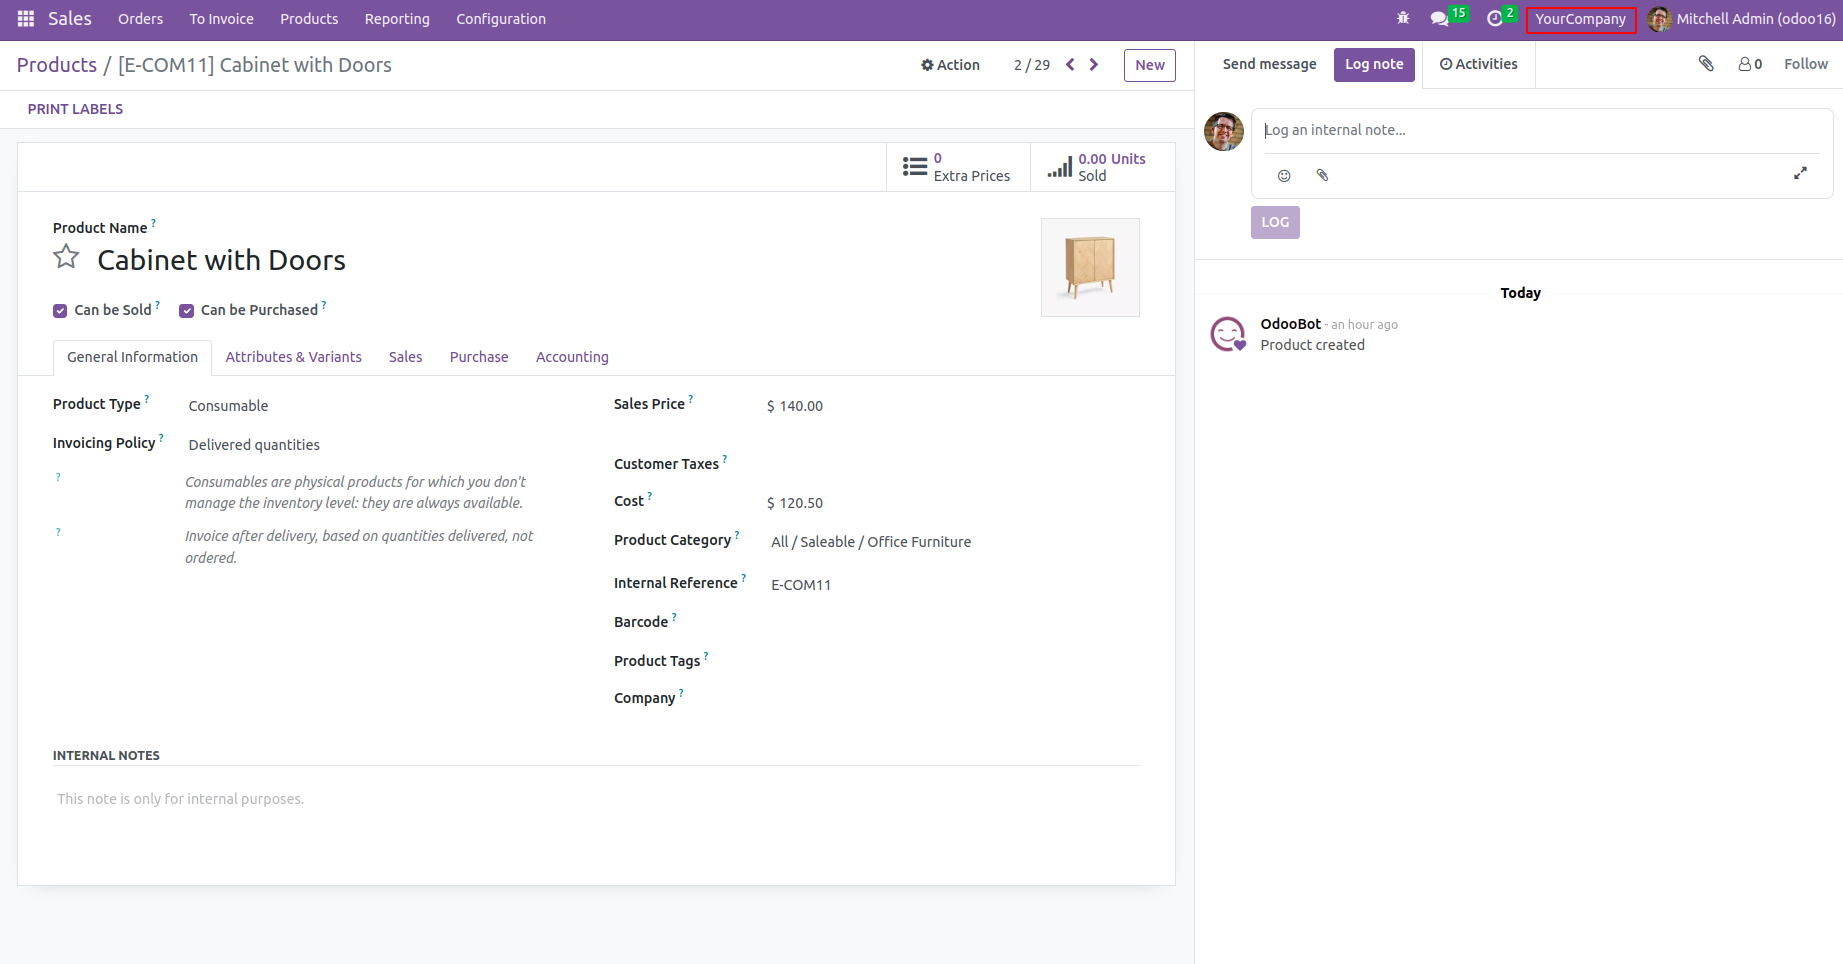 Sales Orders To Invoice Products Reporting Configuration 15 2 YourCompany Mitchell Admin (odoo16)
Products / [E-COM11] Cabinet with Doors Action 2 / 29 New
PRINT LABELS
0
Extra Prices
0.00 Units
Sold
Product Name ?
Cabinet with Doors
Can be Sold ? Can be Purchased ?
General Information Attributes & Variants Sales Purchase Accounting
Product Type ? Consumable
Invoicing Policy ? Delivered quantities
? Consumables are physical products for which you don't
manage the inventory level: they are always available.
? Invoice after delivery, based on quantities delivered, not
ordered.
Sales Price ? $ 140.00
Customer Taxes ?
Cost ? $ 120.50
Product Category ? All / Saleable / Office Furniture
Internal Reference ? E-COM11
Barcode ?
Product Tags ?
Company ?
INTERNAL NOTES
This note is only for internal purposes.
Send message Log note Activities 0 Follow
Log an internal note...
LOG
Today
OdooBot - an hour ago
Product created